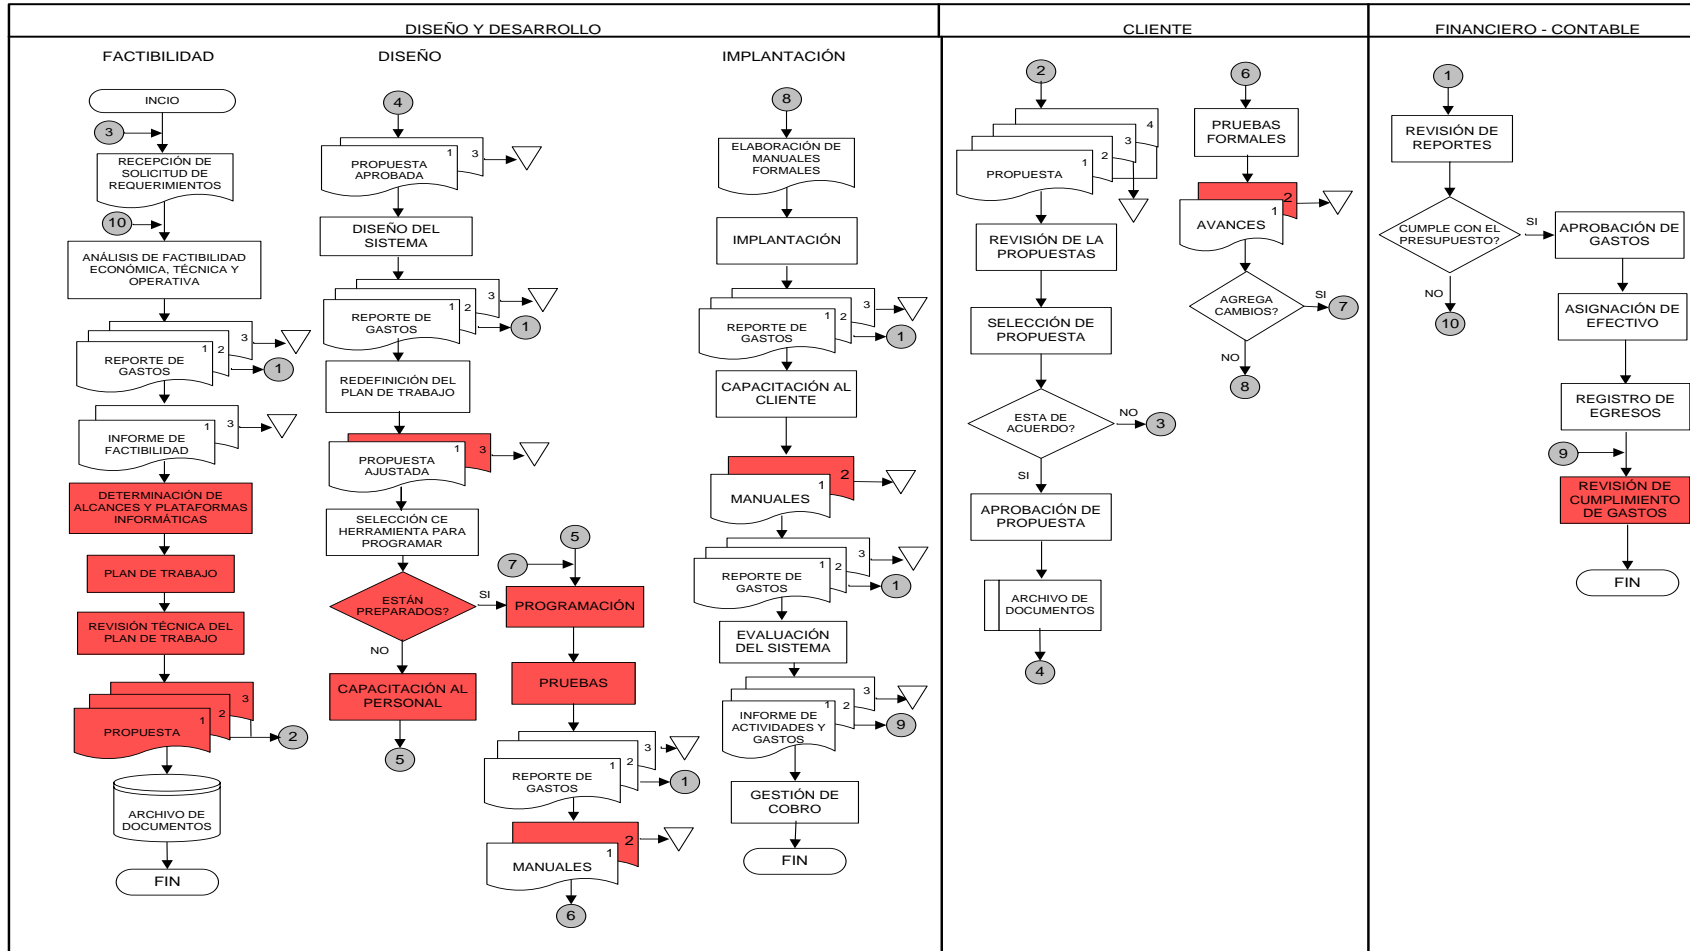 DISEÑO Y DESARROLLO
CLIENTE
FINANCIERO - CONTABLE
FACTIBILIDAD
INCIO
3
RECEPCIÓN DE
SOLICITUD DE
REQUERIMIENTOS
10
ANÁLISIS DE FACTIBILIDAD
ECONÓMICA, TÉCNICA Y
OPERATIVA
3
2
1
REPORTE DE
GASTOS
1
3
1
INFORME DE
FACTIBILIDAD
DETERMINACIÓN DE
ALCANCES Y PLATAFORMAS
INFORMÁTICAS
PLAN DE TRABAJO
REVISIÓN TÉCNICA DEL
PLAN DE TRABAJO
3
2
1
PROPUESTA
2
ARCHIVO DE
DOCUMENTOS
FIN
DISEÑO
4
3
1
PROPUESTA
APROBADA
DISEÑO DEL
SISTEMA
3
2
1
REPORTE DE
GASTOS
1
REDEFINICIÓN DEL
PLAN DE TRABAJO
3
1
PROPUESTA
AJUSTADA
SELECCIÓN CE
HERRAMIENTA PARA
PROGRAMAR
ESTÁN
PREPARADOS?
SI
NO
CAPACITACIÓN AL
PERSONAL
5
5
7
PROGRAMACIÓN
PRUEBAS
3
2
1
REPORTE DE
GASTOS
1
2
1
MANUALES
6
IMPLANTACIÓN
8
ELABORACIÓN DE
MANUALES
FORMALES
IMPLANTACIÓN
3
2
1
REPORTE DE
GASTOS
1
CAPACITACIÓN AL
CLIENTE
2
1
MANUALES
3
2
1
REPORTE DE
GASTOS
1
EVALUACIÓN
DEL SISTEMA
3
2
1
INFORME DE
ACTIVIDADES Y
GASTOS
9
GESTIÓN DE
COBRO
FIN
2
4
3
2
1
PROPUESTA
REVISIÓN DE LA
PROPUESTAS
SELECCIÓN DE
PROPUESTA
ESTA DE
ACUERDO?
NO
3
SI
APROBACIÓN DE
PROPUESTA
ARCHIVO DE
DOCUMENTOS
4
6
PRUEBAS
FORMALES
2
1
AVANCES
AGREGA
CAMBIOS?
SI
7
NO
8
1
REVISIÓN DE
REPORTES
CUMPLE CON EL
PRESUPUESTO?
SI
NO
10
APROBACIÓN DE
GASTOS
ASIGNACIÓN DE
EFECTIVO
REGISTRO DE
EGRESOS
9
REVISIÓN DE
CUMPLIMIENTO
DE GASTOS
FIN